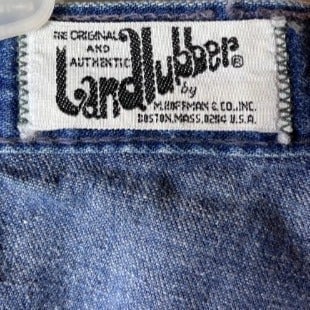 THE ORIGINAL
AND
AUTHENTIC
Landlubber®
by
M. HOFFMAN & CO., INC.
BOSTON, MASS. 02114 U.S.A.